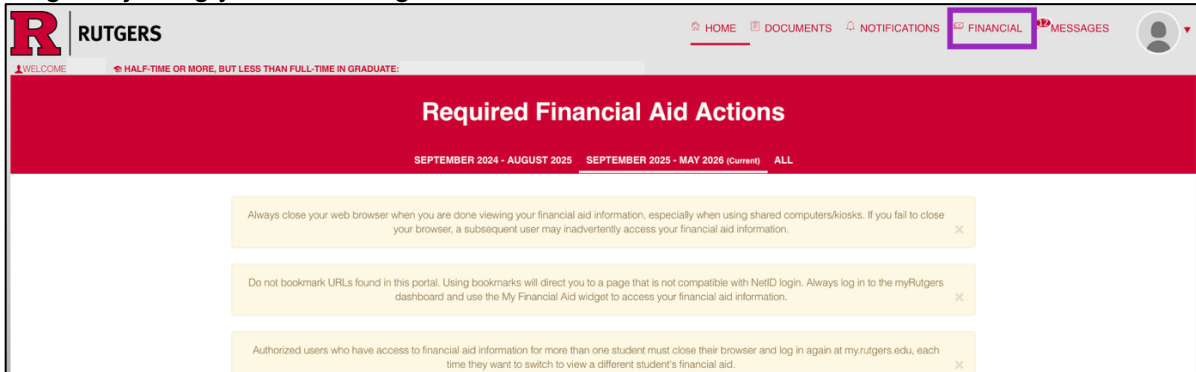 R RUTGERS
HOME DOCUMENTS NOTIFICATIONS FINANCIAL 12 MESSAGES
WELCOME HALF-TIME OR MORE, BUT LESS THAN FULL-TIME IN GRADUATE:
Required Financial Aid Actions
SEPTEMBER 2024 - AUGUST 2025 SEPTEMBER 2025 - MAY 2026 (Current) ALL
Always close your web browser when you are done viewing your financial aid information, especially when using shared computers/kiosks. If you fail to close
your browser, a subsequent user may inadvertently access your financial aid information.
Do not bookmark URLs found in this portal. Using bookmarks will direct you to a page that is not compatible with NetID login. Always log in to the myRutgers
dashboard and use the My Financial Aid widget to access your financial aid information.
Authorized users who have access to financial aid information for more than one student must close their browser and log in again at my.rutgers.edu, each
time they want to switch to view a different student's financial aid.